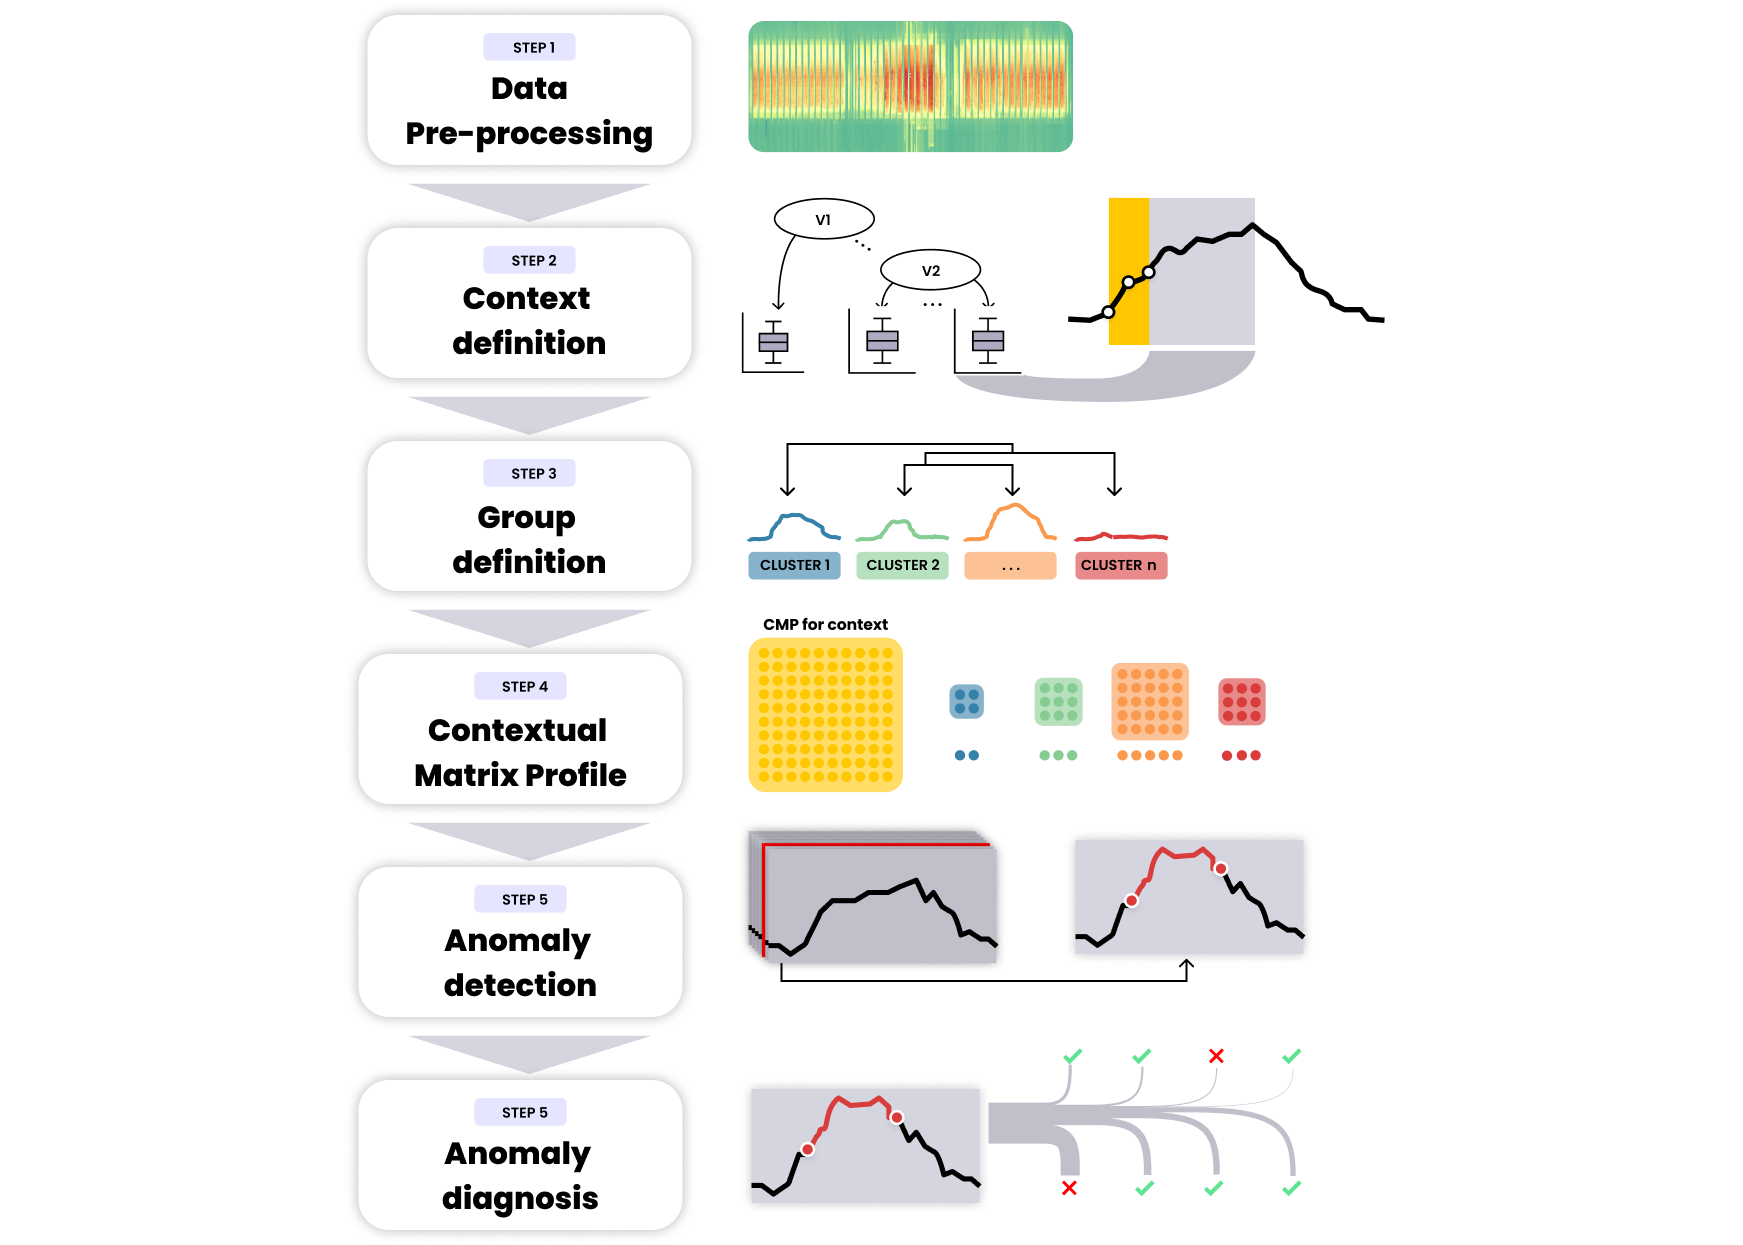 STEP 1
Data
Pre-processing
V1
V2
STEP 2
Context
definition
STEP 3
Group
definition
CLUSTER 1
CLUSTER 2
...
CLUSTER n
CMP for context
STEP 4
Contextual
Matrix Profile
STEP 5
Anomaly
detection
STEP 5
Anomaly
diagnosis